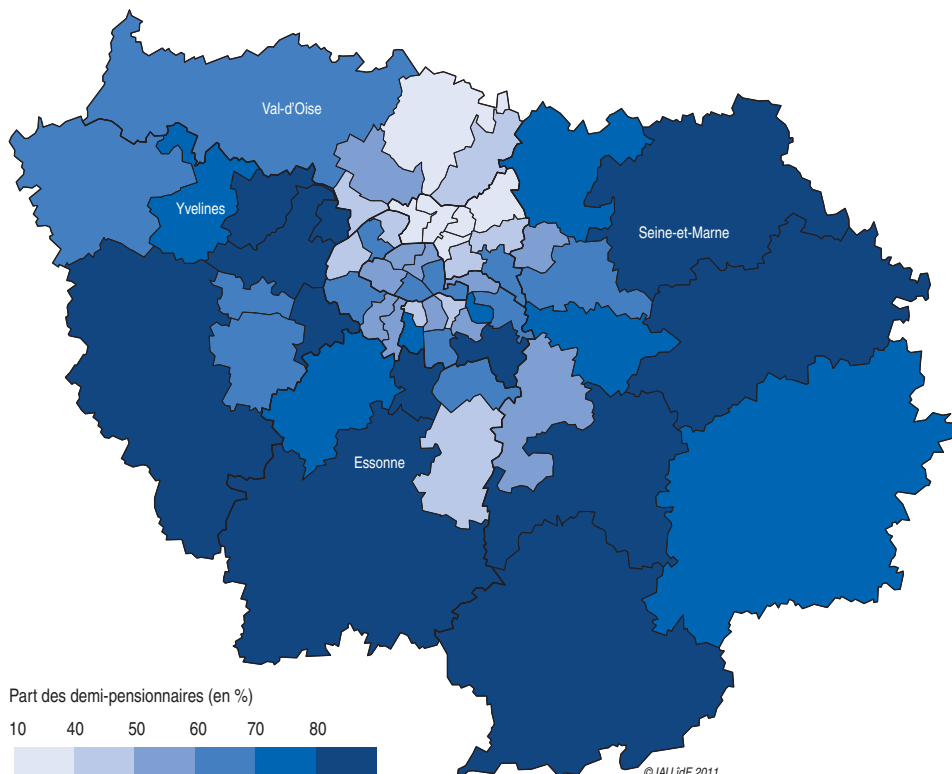 Val-d'Oise
Yvelines
Seine-et-Marne
Essonne
Part des demi-pensionnaires (en %)
10 40 50 60 70 80
© IAU îdF 2011